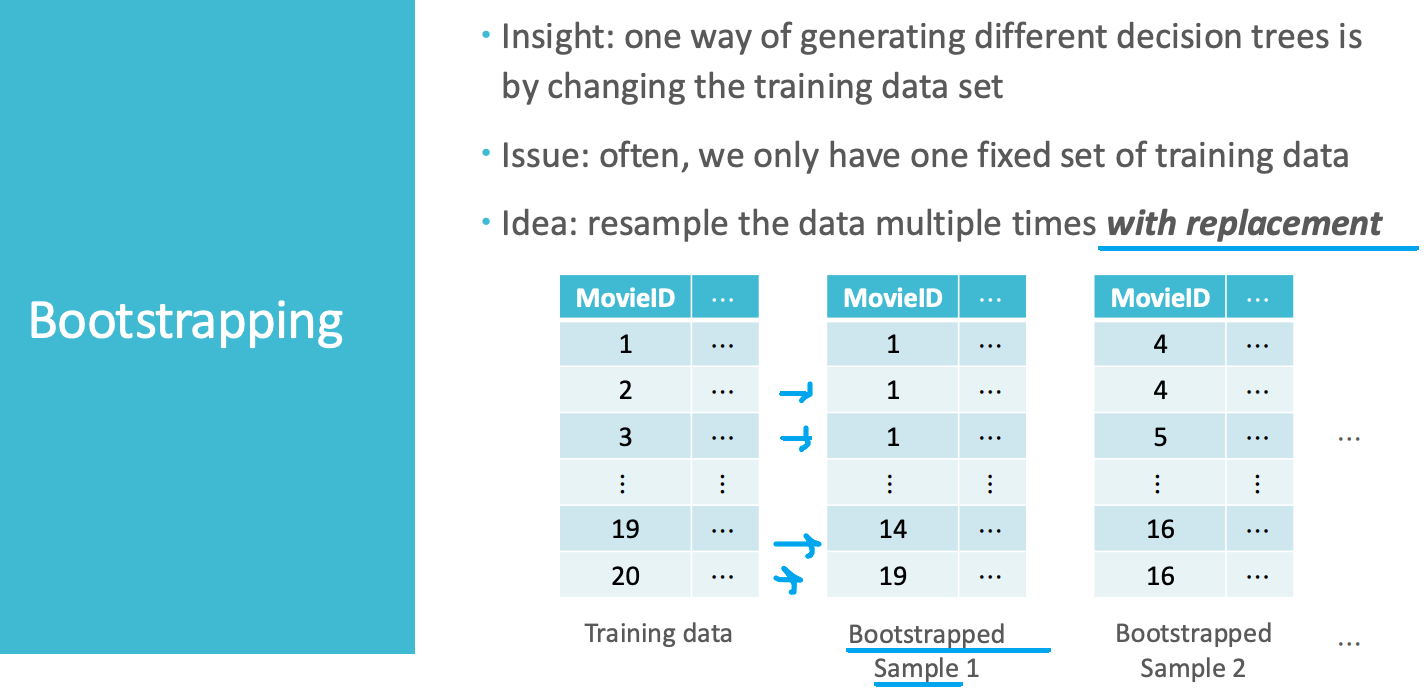 Bootstrapping
• Insight: one way of generating different decision trees is
by changing the training data set
• Issue: often, we only have one fixed set of training data
• Idea: resample the data multiple times with replacement
MovieID ⋯ MovieID ⋯ MovieID ⋯
1 ⋯ 1 ⋯ 4 ⋯
2 ⋯ 1 ⋯ 4 ⋯
3 ⋯ 1 ⋯ 5 ⋯ ⋯
⋮ ⋮ ⋮ ⋮ ⋮ ⋮
19 ⋯ 14 ⋯ 16 ⋯
20 ⋯ 19 ⋯ 16 ⋯
Training data
Bootstrapped
Sample 1
Bootstrapped
Sample 2
⋯